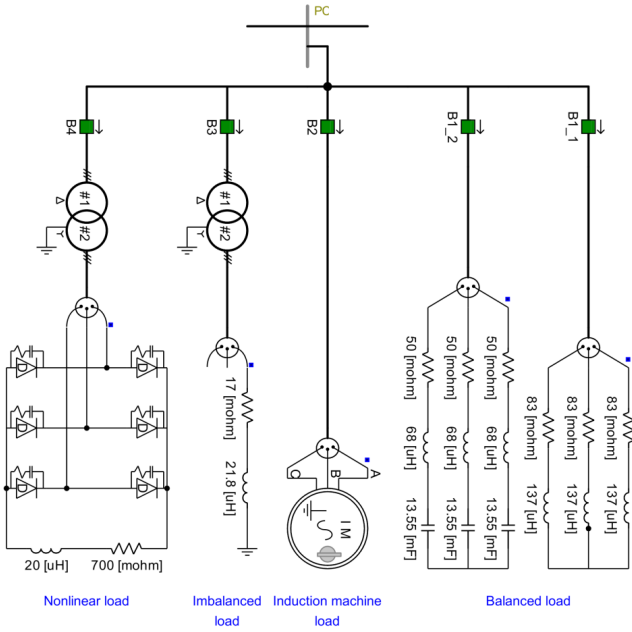 PC
B4
B3
B2
B1_2
B1_1
#1
#2
Δ
Y
#1
#2
Δ
Y
50 [mohm]
50 [mohm]
50 [mohm]
68 [uH]
68 [uH]
68 [uH]
13.55 [mF]
13.55 [mF]
13.55 [mF]
83 [mohm]
83 [mohm]
83 [mohm]
137 [uH]
137 [uH]
137 [uH]
17 [mohm]
21.8 [uH]
D
D
D
D
D
D
C
B
A
IM
S
20 [uH]
700 [mohm]
Nonlinear load
Imbalanced
load
Induction machine
load
Balanced load